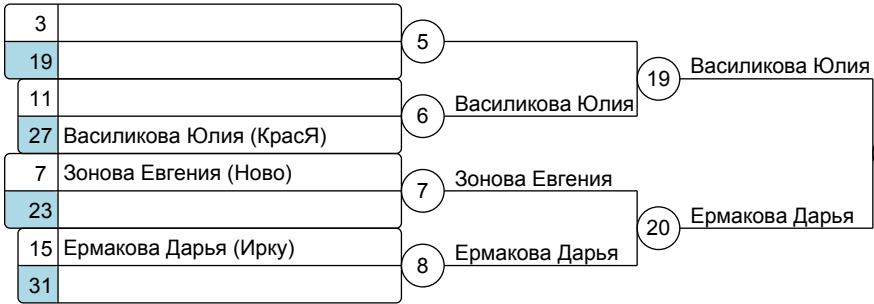 3
5
19
11
6
Василикова Юлия
27 Василикова Юлия (КрасЯ)
19
Василикова Юлия
7 Зонова Евгения (Ново)
7
Зонова Евгения
23
15 Ермакова Дарья (Ирку)
8
Ермакова Дарья
31
20
Ермакова Дарья